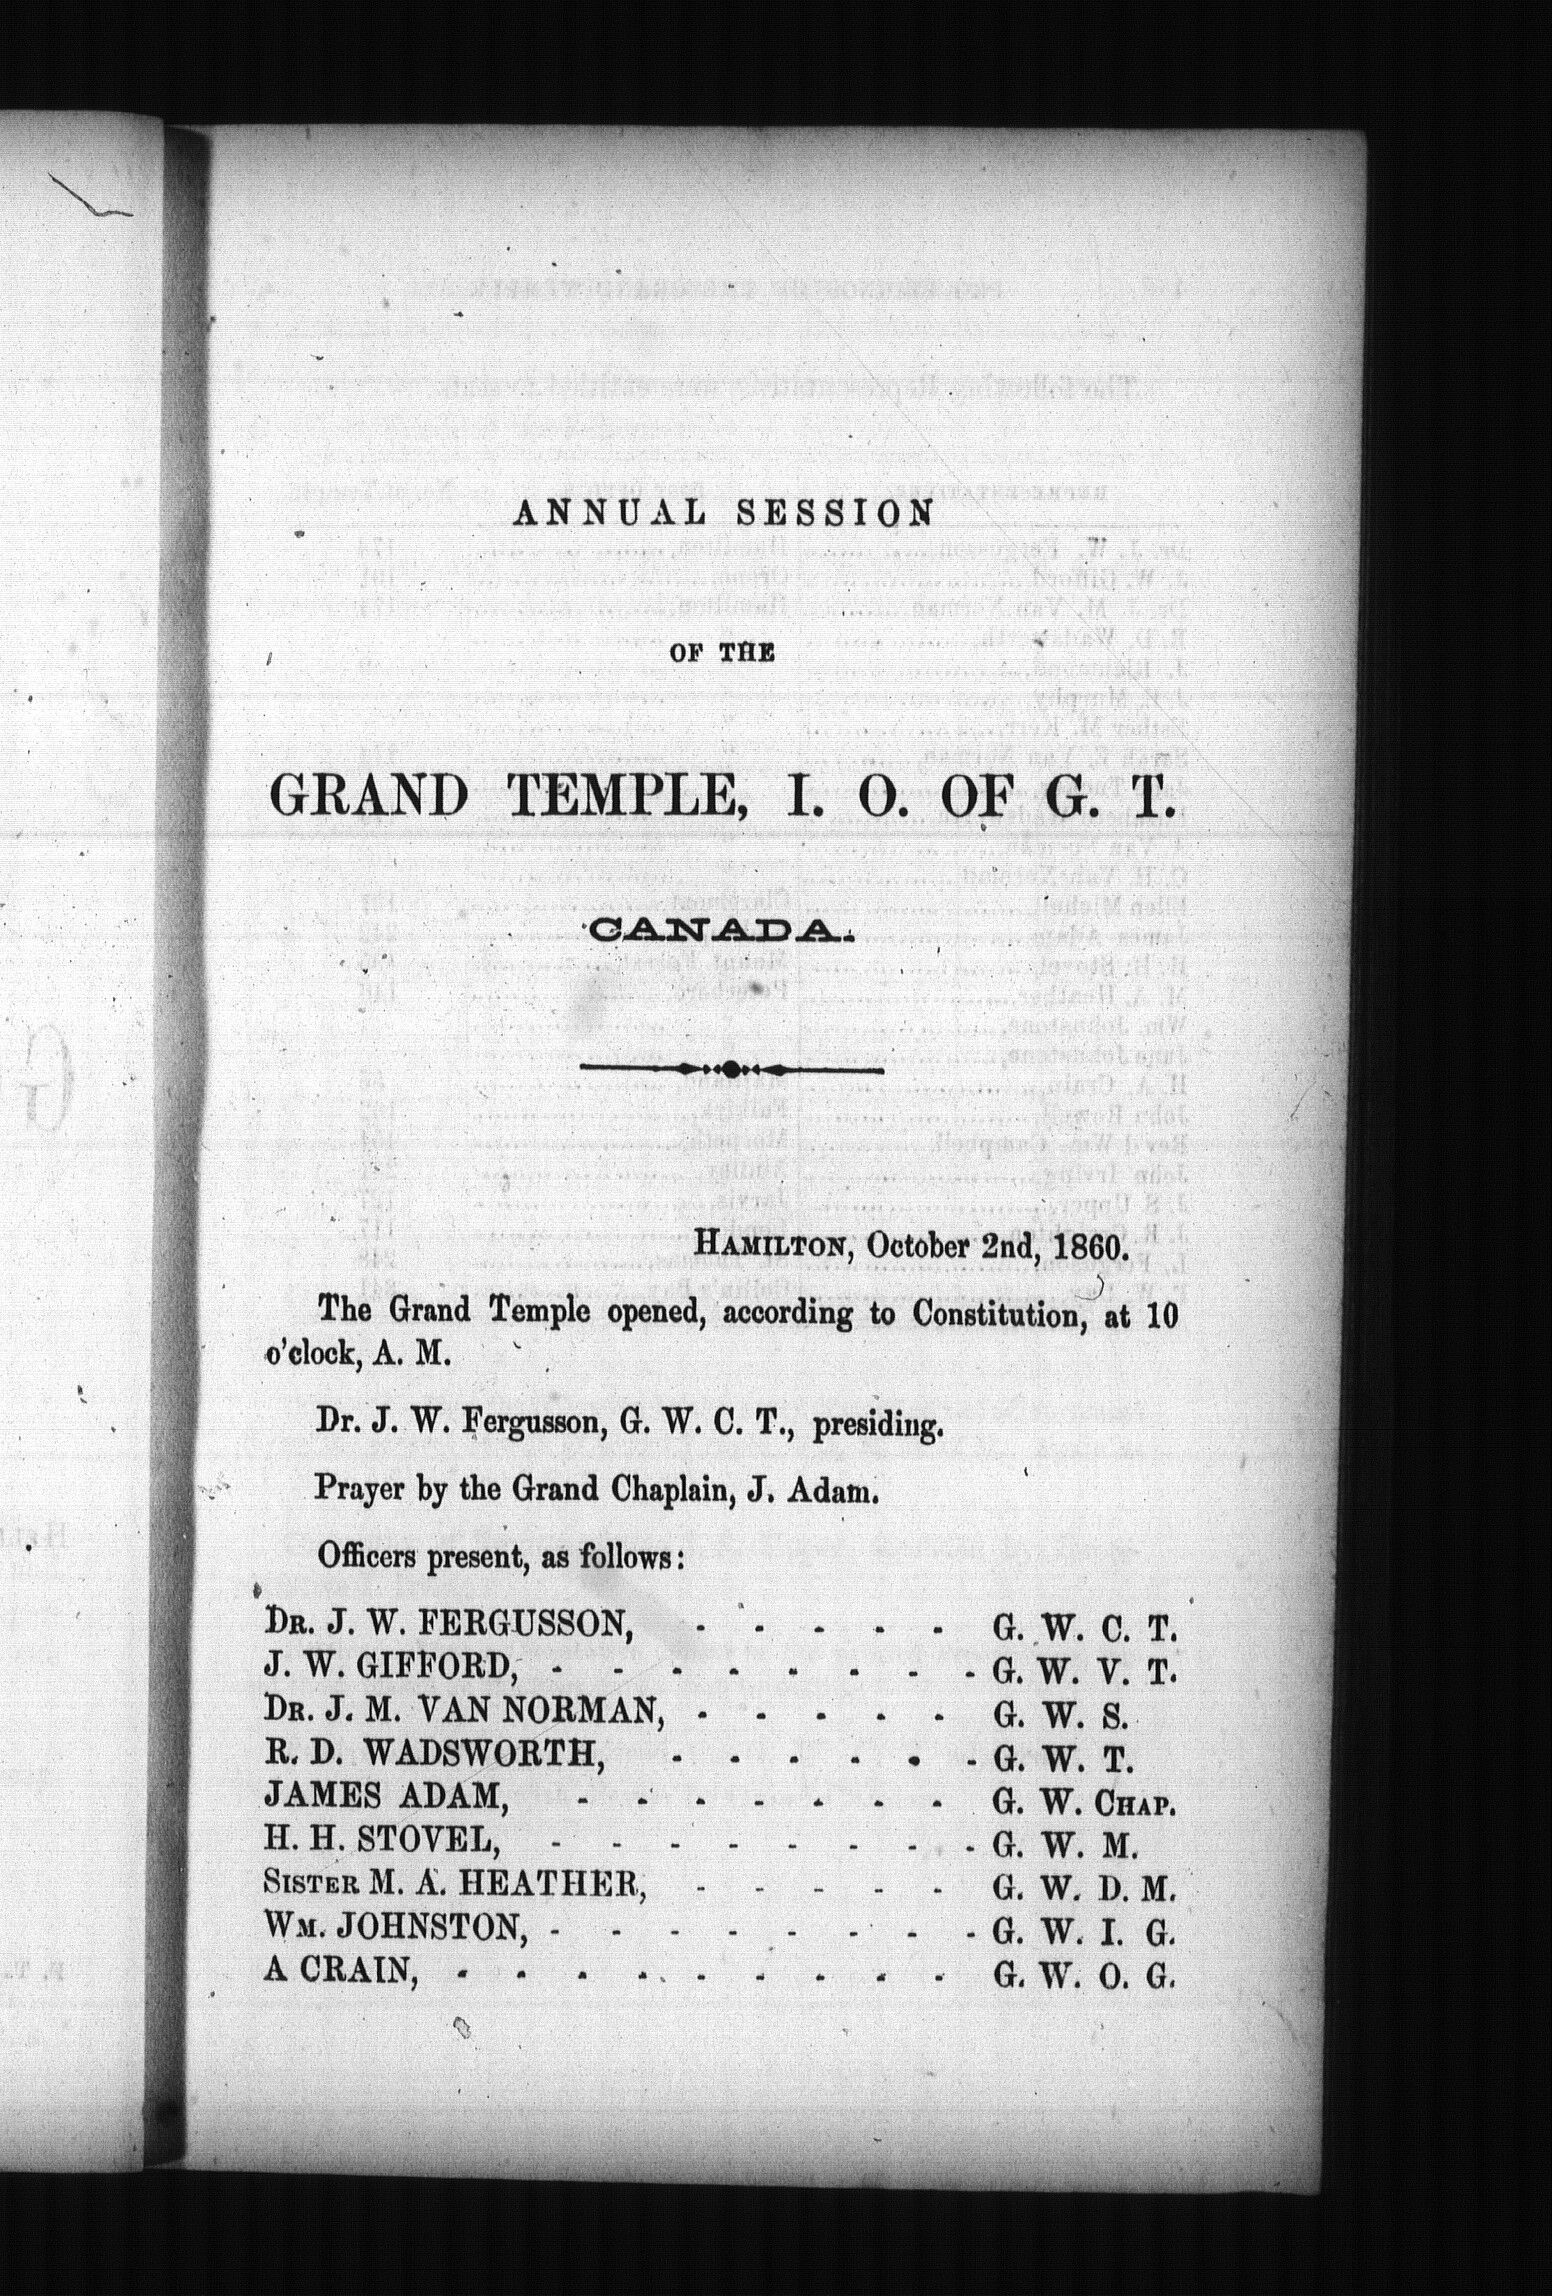 ANNUAL SESSION
OF THE
GRAND TEMPLE, I. O. OF G. T.
CANADA.
HAMILTON, October 2nd, 1860.
The Grand Temple opened, according to Constitution, at 10
o'clock, A. M.
Dr. J. W. Fergusson, G. W. C. T., presiding.
Prayer by the Grand Chaplain, J. Adam.
Officers present, as follows:
DR. J. W. FERGUSSON, - - - - - G. W. C. T.
J. W. GIFFORD, - - - - - - - - G. W. V. T.
DR. J. M. VAN NORMAN, - - - - - G. W. S.
R. D. WADSWORTH, - - - - - - G. W. T.
JAMES ADAM, - - - - - - - G. W. CHAP.
H. H. STOVEL, - - - - - - - - G. W. M.
SISTER M. A. HEATHER, - - - - - G. W. D. M.
WM. JOHNSTON, - - - - - - - - G. W. I. G.
A CRAIN, - - - - - - - - - G. W. O. G.